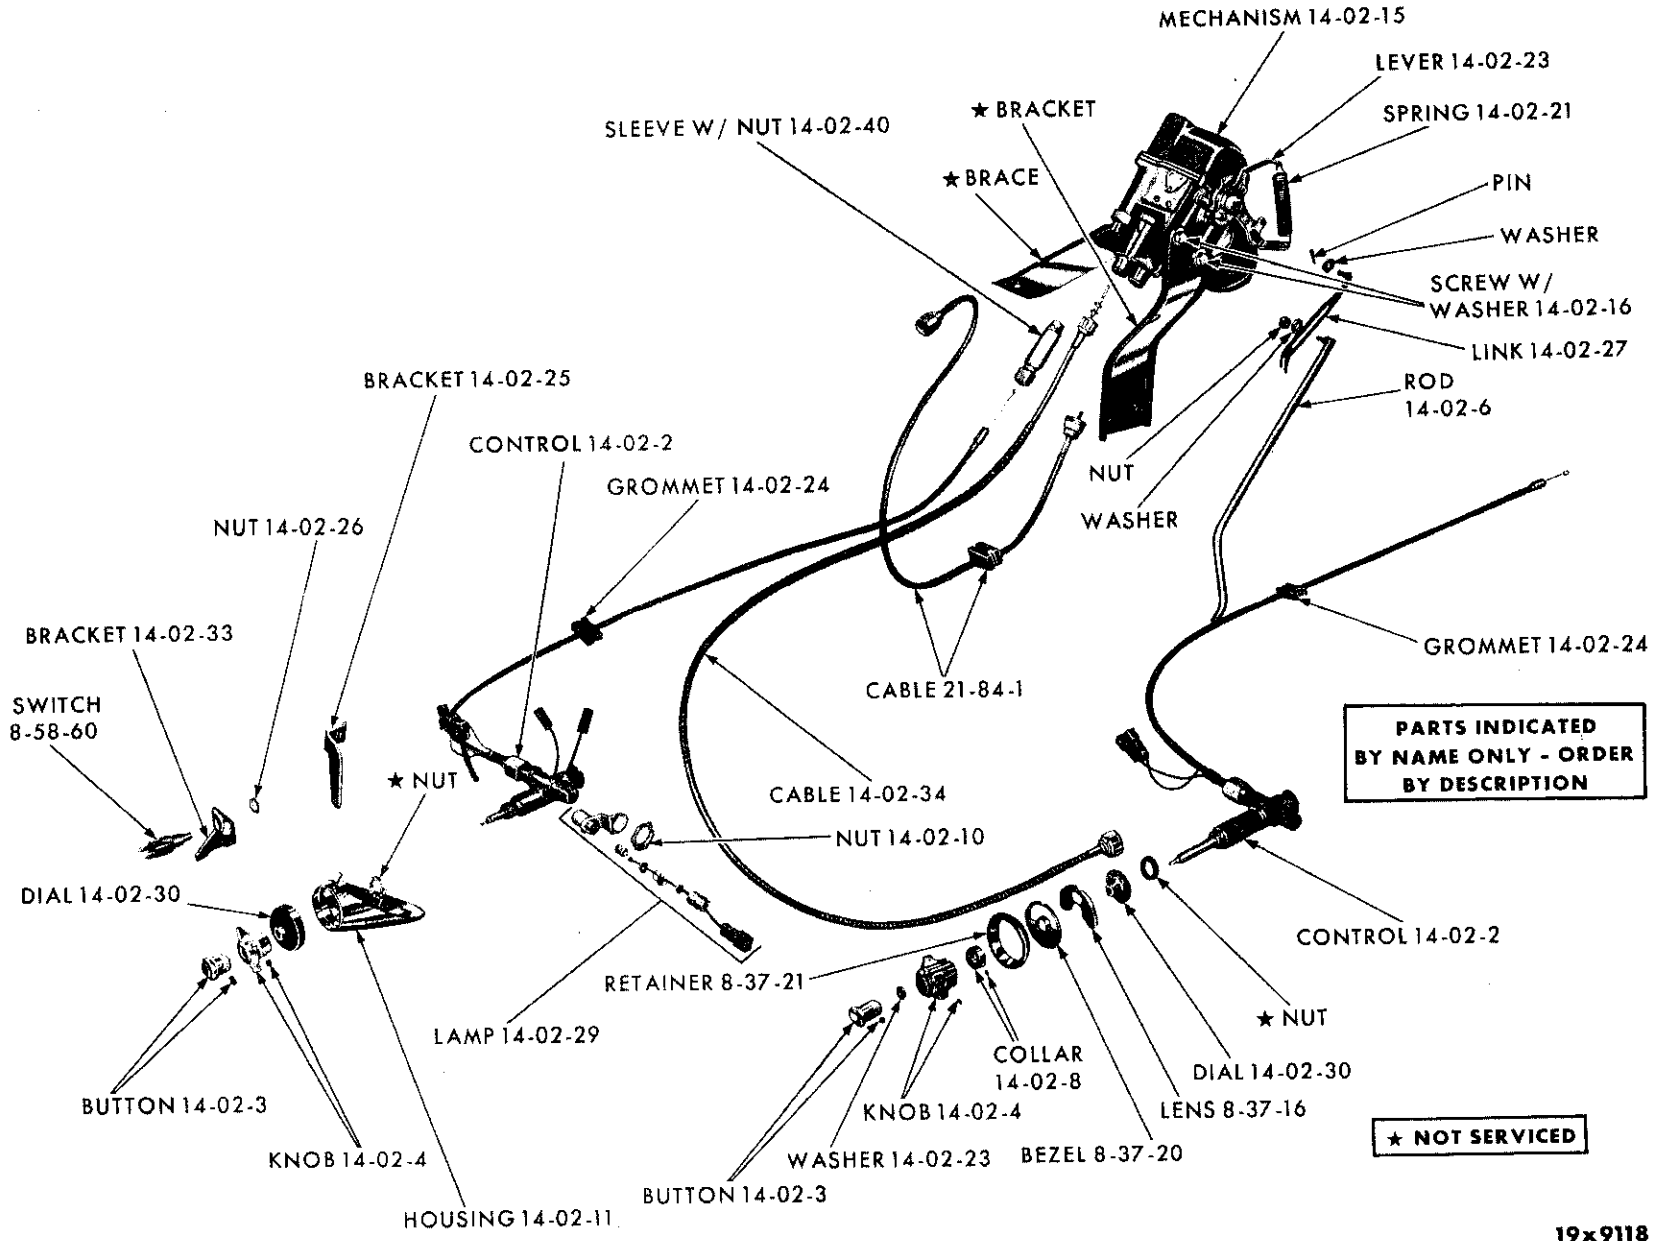 MECHANISM 14-02-15
LEVER 14-02-23
SPRING 14-02-21
★ BRACKET
SLEEVE W/ NUT 14-02-40
★ BRACE
PIN
WASHER
SCREW W/
WASHER 14-02-16
LINK 14-02-27
ROD
14-02-6
BRACKET 14-02-25
CONTROL 14-02-2
GROMMET 14-02-24
NUT
WASHER
NUT 14-02-26
BRACKET 14-02-33
GROMMET 14-02-24
CABLE 21-84-1
SWITCH
8-58-60
PARTS INDICATED
BY NAME ONLY - ORDER
BY DESCRIPTION
★ NUT
CABLE 14-02-34
NUT 14-02-10
DIAL 14-02-30
CONTROL 14-02-2
RETAINER 8-37-21
★ NUT
LAMP 14-02-29
COLLAR
14-02-8
DIAL 14-02-30
BUTTON 14-02-3
KNOB 14-02-4
LENS 8-37-16
★ NOT SERVICED
KNOB 14-02-4
WASHER 14-02-23
BEZEL 8-37-20
BUTTON 14-02-3
HOUSING 14-02-11
19x9118